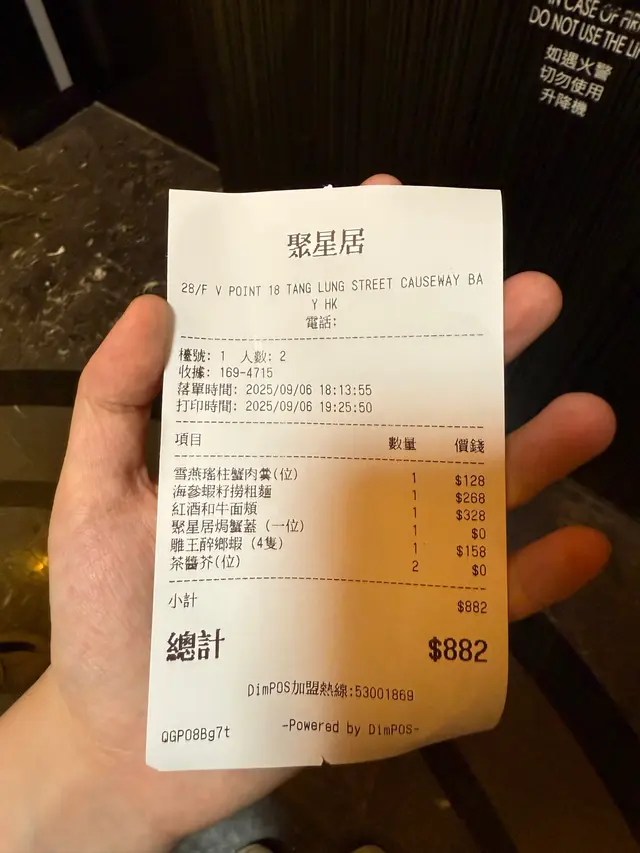 N CASE OF FIR
DO NOT USE THE LI
如遇火警
切勿使用
升降機
聚星居
28/F V POINT 18 TANG LUNG STREET CAUSEWAY BA
Y HK
電話:
檯號: 1 人數: 2
收據: 169-4715
落單時間: 2025/09/06 18:13:55
打印時間: 2025/09/06 19:25:50
項目 數量 價錢
雪燕瑤柱蟹肉羹(位) 1 $128
海參蝦籽撈粗麵 1 $268
紅酒和牛面頰 1 $328
聚星居焗蟹蓋 (一位) 1 $0
雕王醉鄉蝦 (4隻) 1 $158
茶醬芥(位) 2 $0
小計 $882
總計 $882
DimPOS加盟熱線:53001869
QGPO8Bg7t -Powered by DimPOS-